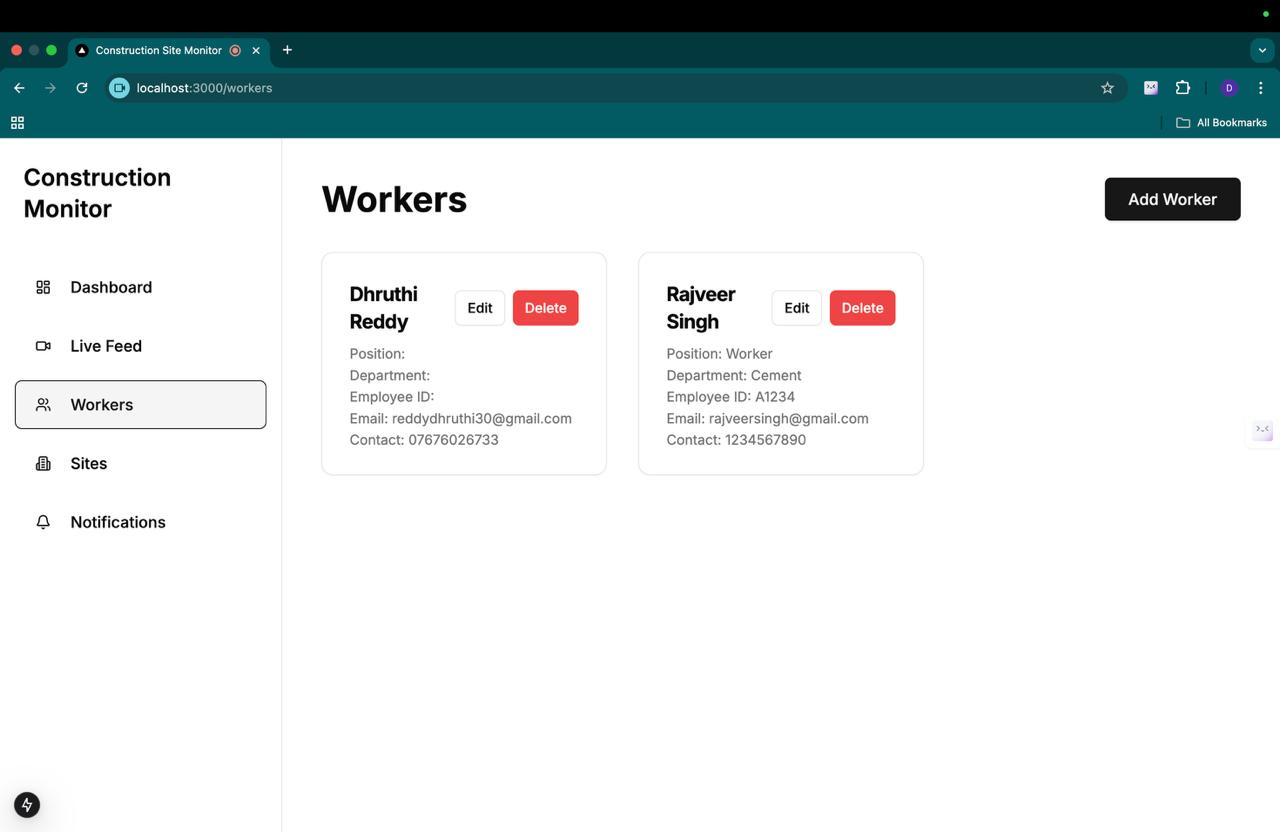 Construction Site Monitor
localhost:3000/workers
D
All Bookmarks
Construction
Monitor
Dashboard
Live Feed
Workers
Sites
Notifications
Workers
Add Worker
Dhruthi
Reddy
Edit
Delete
Position:
Department:
Employee ID:
Email: reddydhruthi30@gmail.com
Contact: 07676026733
Rajveer
Singh
Edit
Delete
Position: Worker
Department: Cement
Employee ID: A1234
Email: rajveersingh@gmail.com
Contact: 1234567890